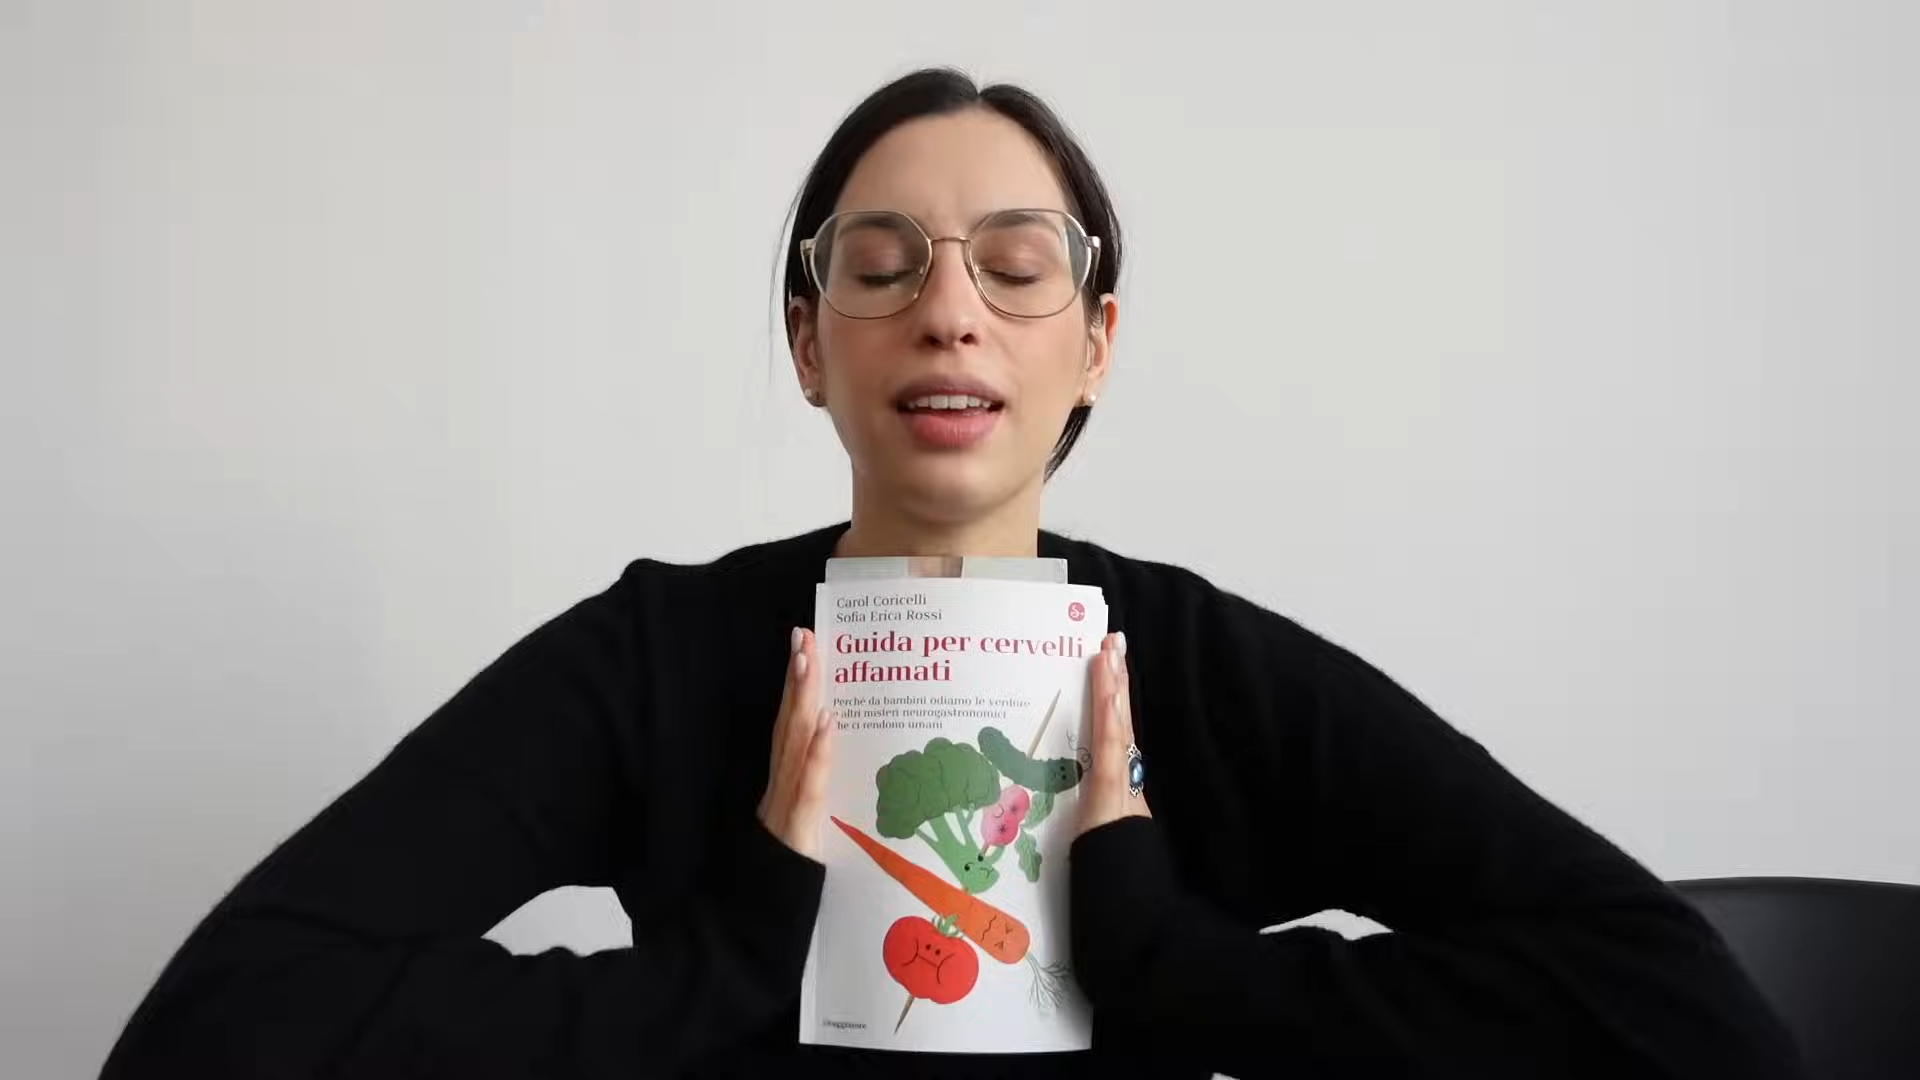 Carol Coricelli
Sofia Erica Rossi
Guida per cervelli
affamati
Perché da bambini odiamo le verdure
e altri misteri neurogastronomici
che ci rendono umani
ilSaggiatore